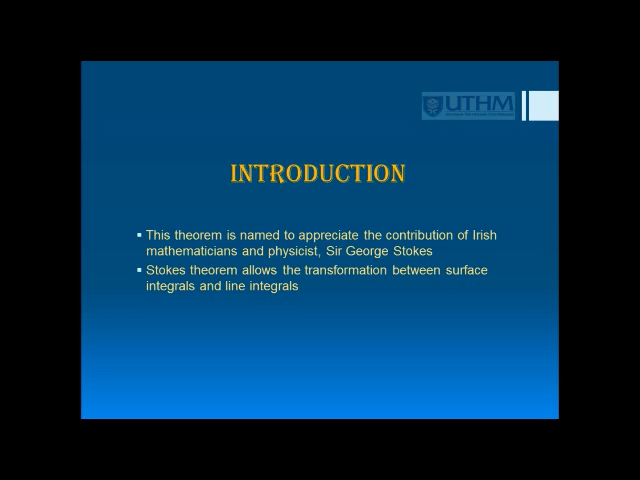 UTHM
INTRODUCTION
▪ This theorem is named to appreciate the contribution of Irish
mathematicians and physicist, Sir George Stokes
▪ Stokes theorem allows the transformation between surface
integrals and line integrals